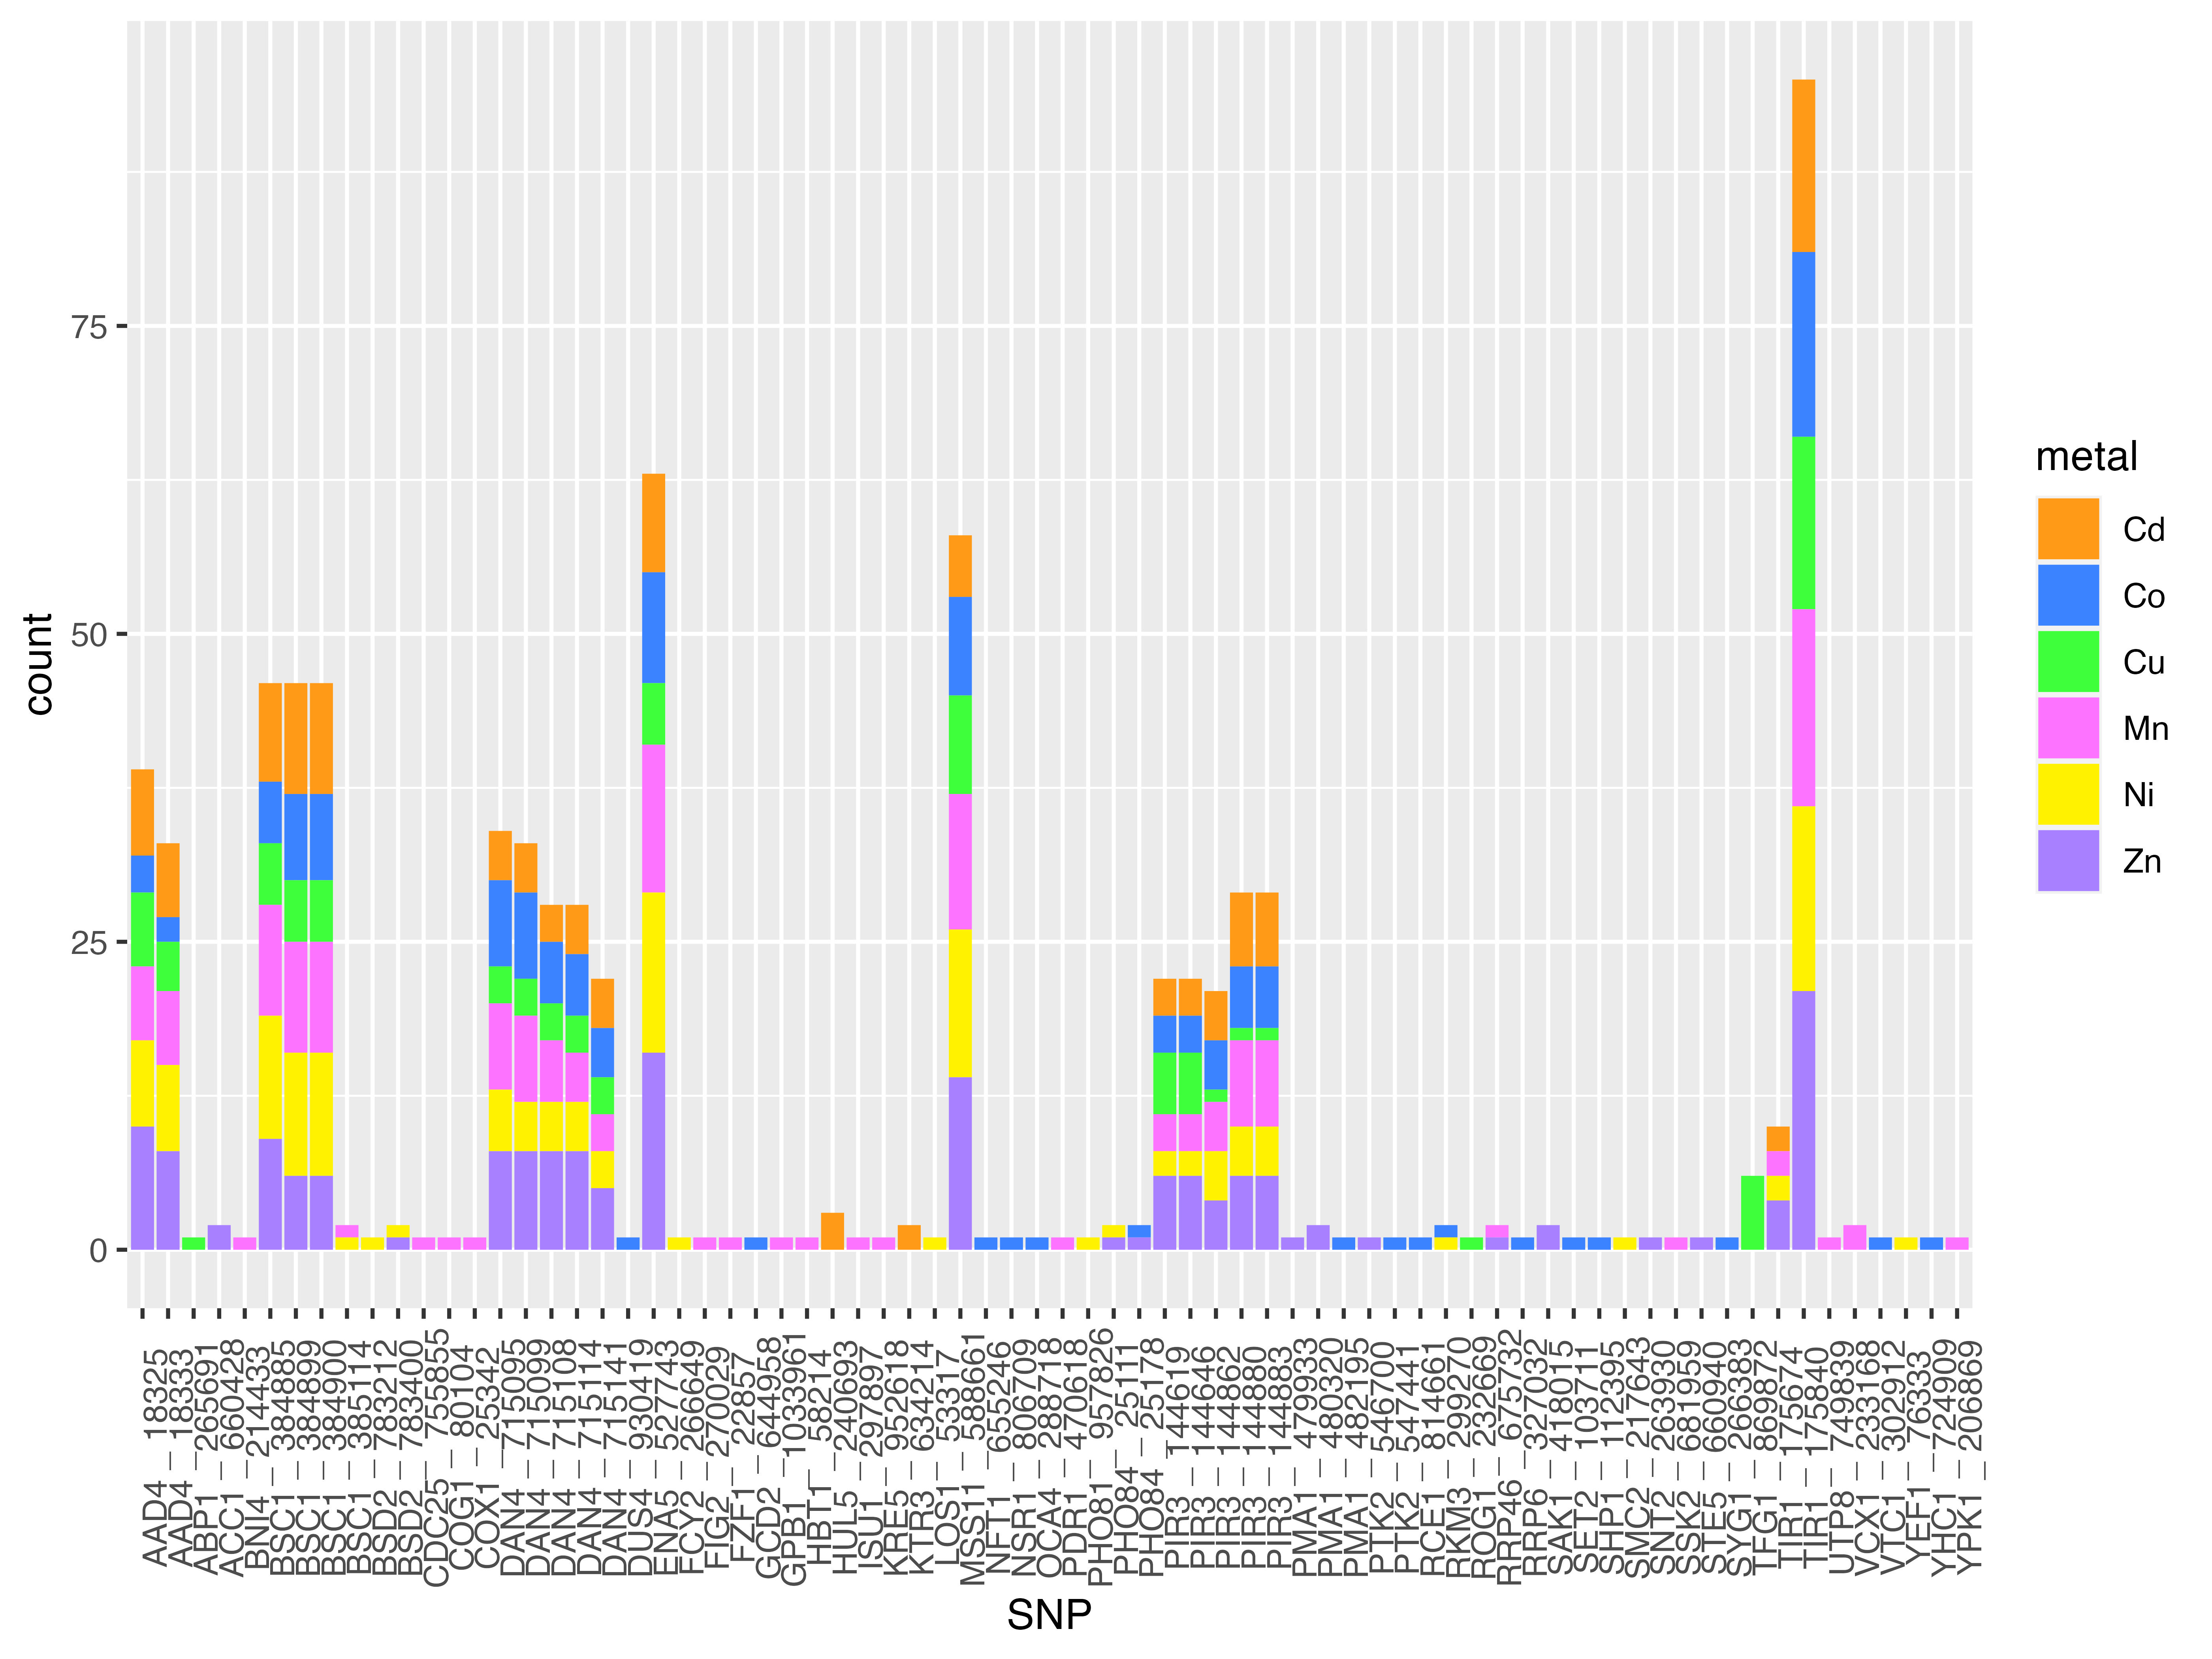 count
75
50
25
0
AAD4_18325
AAD4_18333
ABP1_265691
ACC1_660428
BNI4_214433
BSC1_384885
BSC1_384899
BSC1_384900
BSC1_385114
BSD2_783212
BSD2_783400
CDC25_755855
COG1_80104
COX1_25342
DAN4_715095
DAN4_715099
DAN4_715108
DAN4_715114
DAN4_715141
DUS4_930419
ENA5_527743
FCY2_266649
FIG2_270029
FZF1_22857
GCD2_644958
GPB1_1033961
HBT1_58214
HUL5_240693
ISU1_297897
KRE5_952618
KTR3_634214
LOS1_53317
MSS11_588661
NFT1_655246
NSR1_806709
OCA4_288718
PDR1_470618
PHO81_957826
PHO84_25111
PHO84_25178
PIR3_144619
PIR3_144646
PIR3_144862
PIR3_144880
PIR3_144883
PMA1_479933
PMA1_480320
PMA1_482195
PTK2_546700
PTK2_547441
RCE1_814661
RKM3_299270
ROG1_232669
RRP46_675732
RRP6_327032
SAK1_418015
SET2_103711
SHP1_112395
SMC2_217643
SNT2_263930
SSK2_681959
STE5_660940
SYG1_266383
TFG1_869872
TIR1_175674
TIR1_175840
UTP8_749839
VCX1_233168
VTC1_302912
YEF1_76333
YHC1_724909
YPK1_206869
SNP
metal
Cd
Co
Cu
Mn
Ni
Zn